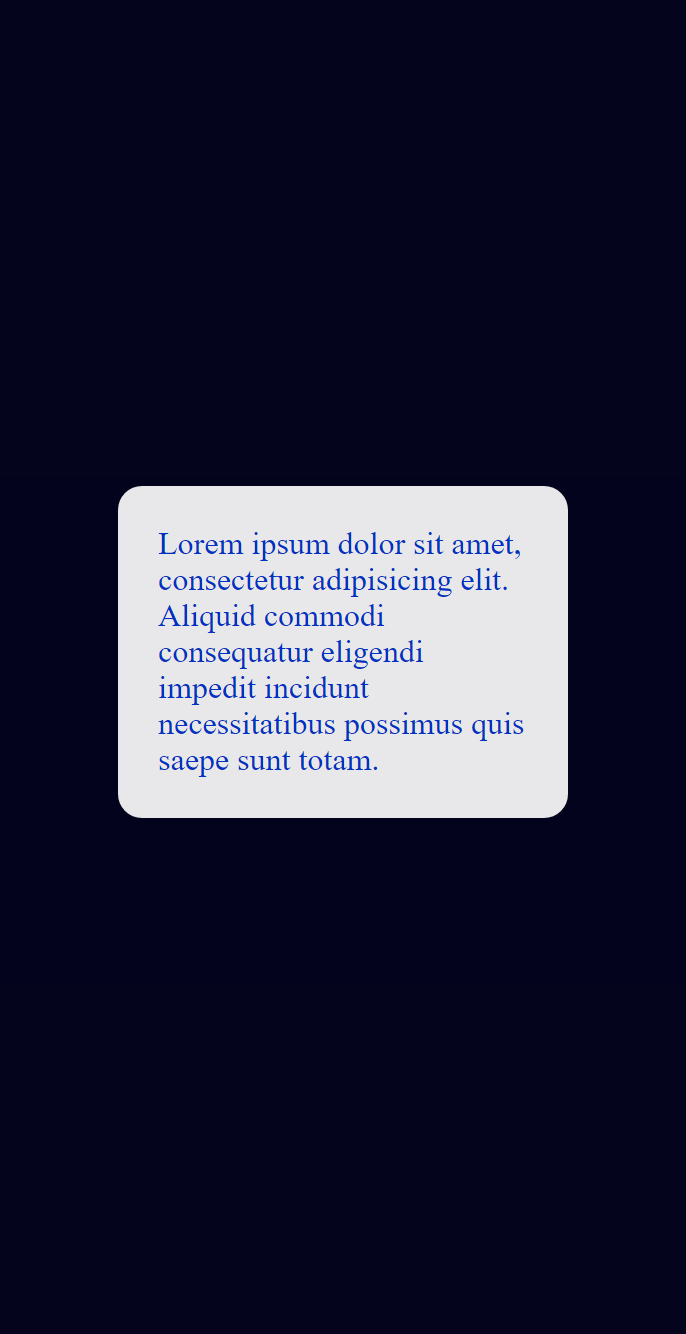 Lorem ipsum dolor sit amet,
consectetur adipisicing elit.
Aliquid commodi
consequatur eligendi
impedit incidunt
necessitatibus possimus quis
saepe sunt totam.